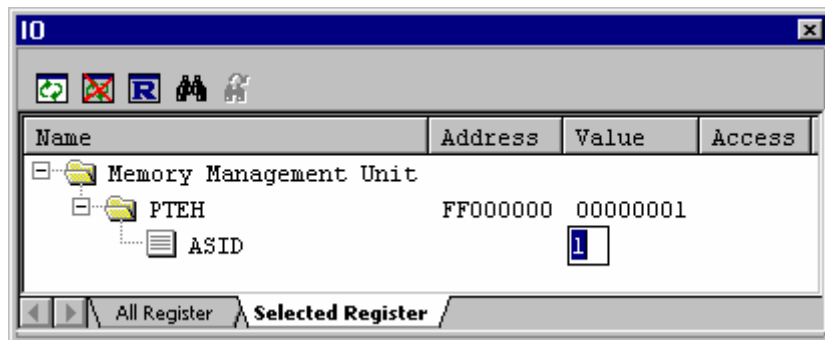 IO
R
Name Address Value Access
Memory Management Unit
PTEH FF000000 00000001
ASID 1
All Register Selected Register